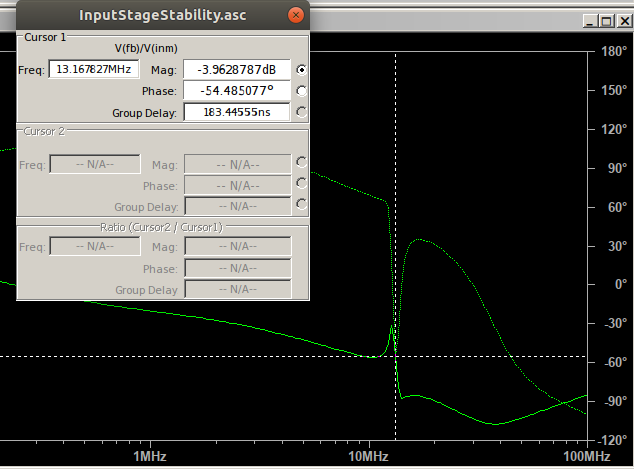 InputStageStability.asc
Cursor 1
V(fb)/V(inm)
Freq: 13.167827MHz Mag: -3.9628787dB
Phase: -54.485077°
Group Delay: 183.44555ns
Cursor 2
Freq: -- N/A-- Mag: -- N/A--
Phase: -- N/A--
Group Delay: -- N/A--
Ratio (Cursor2 / Cursor1)
Freq: -- N/A-- Mag: -- N/A--
Phase: -- N/A--
Group Delay -- N/A--
180°
150°
120°
90°
60°
30°
0°
-30°
-60°
-90°
-120°
1MHz 10MHz 100MHz